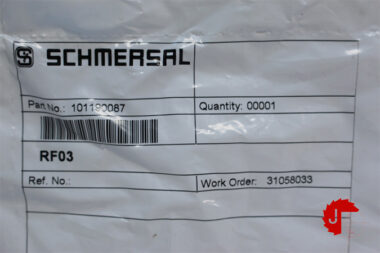 SCHMERSAL
Part No.: 101190087
Quantity: 00001
RF03
Ref. No.:
Work Order: 31058033
J